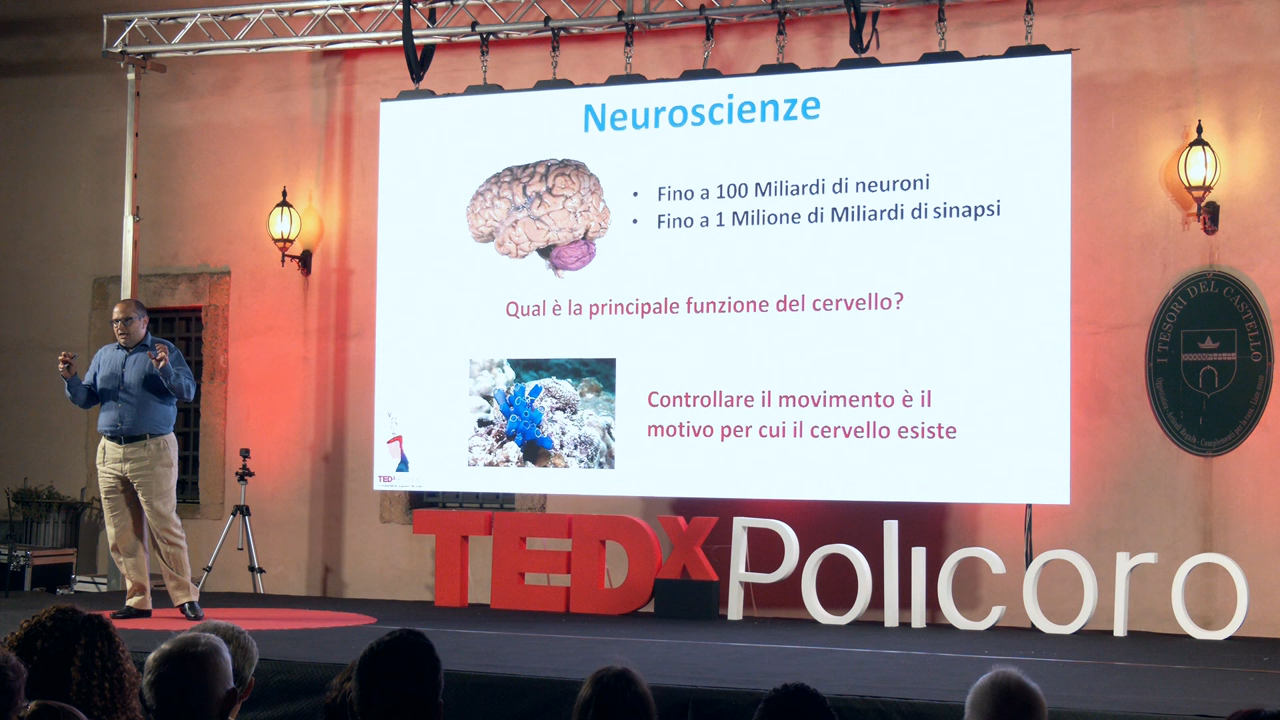 Neuroscienze
• Fino a 100 Miliardi di neuroni
• Fino a 1 Milione di Miliardi di sinapsi
Qual è la principale funzione del cervello?
Controllare il movimento è il
motivo per cui il cervello esiste
TEDx
I TESORI DEL CASTELLO
TEDxPolicoro